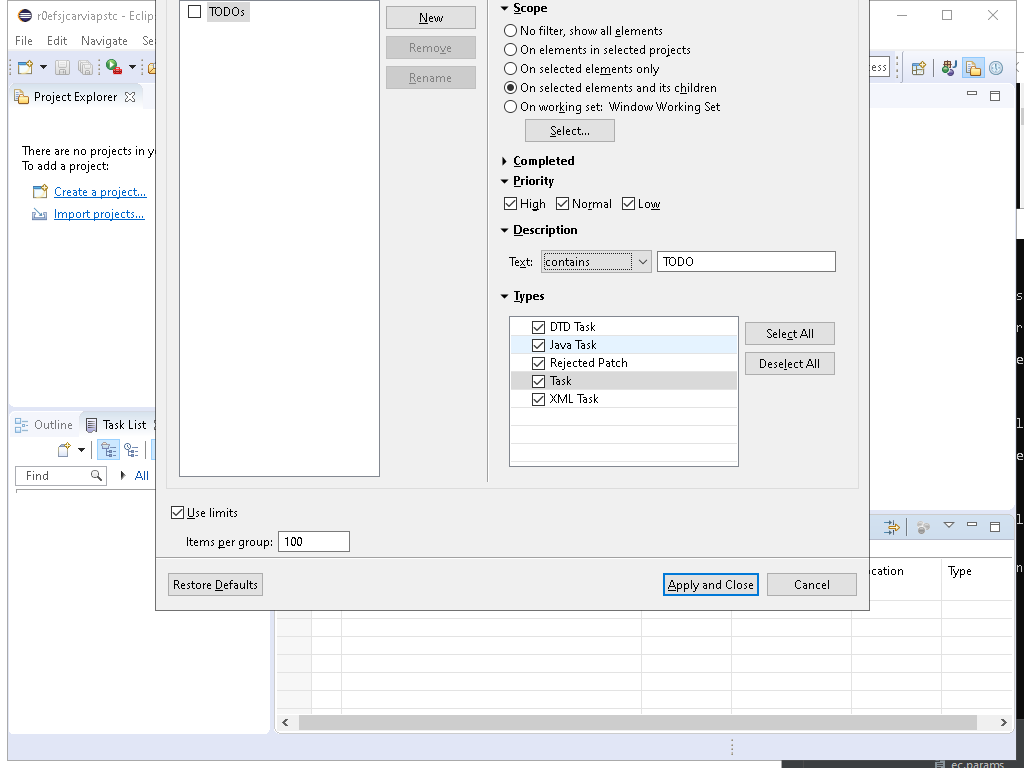 r0efsjcarviapstc - Eclip
File Edit Navigate Se
Project Explorer
There are no projects in y
To add a project:
Create a project...
Import projects...
Outline Task List
Find All
TODOs
New
Remove
Rename
Scope
No filter, show all elements
On elements in selected projects
On selected elements only
On selected elements and its children
On working set: Window Working Set
Select...
Completed
Priority
High Normal Low
Description
Text: contains TODO
Types
DTD Task
Java Task
Rejected Patch
Task
XML Task
Select All
Deselect All
Use limits
Items per group: 100
Restore Defaults Apply and Close Cancel
ess
cation Type
ec.params